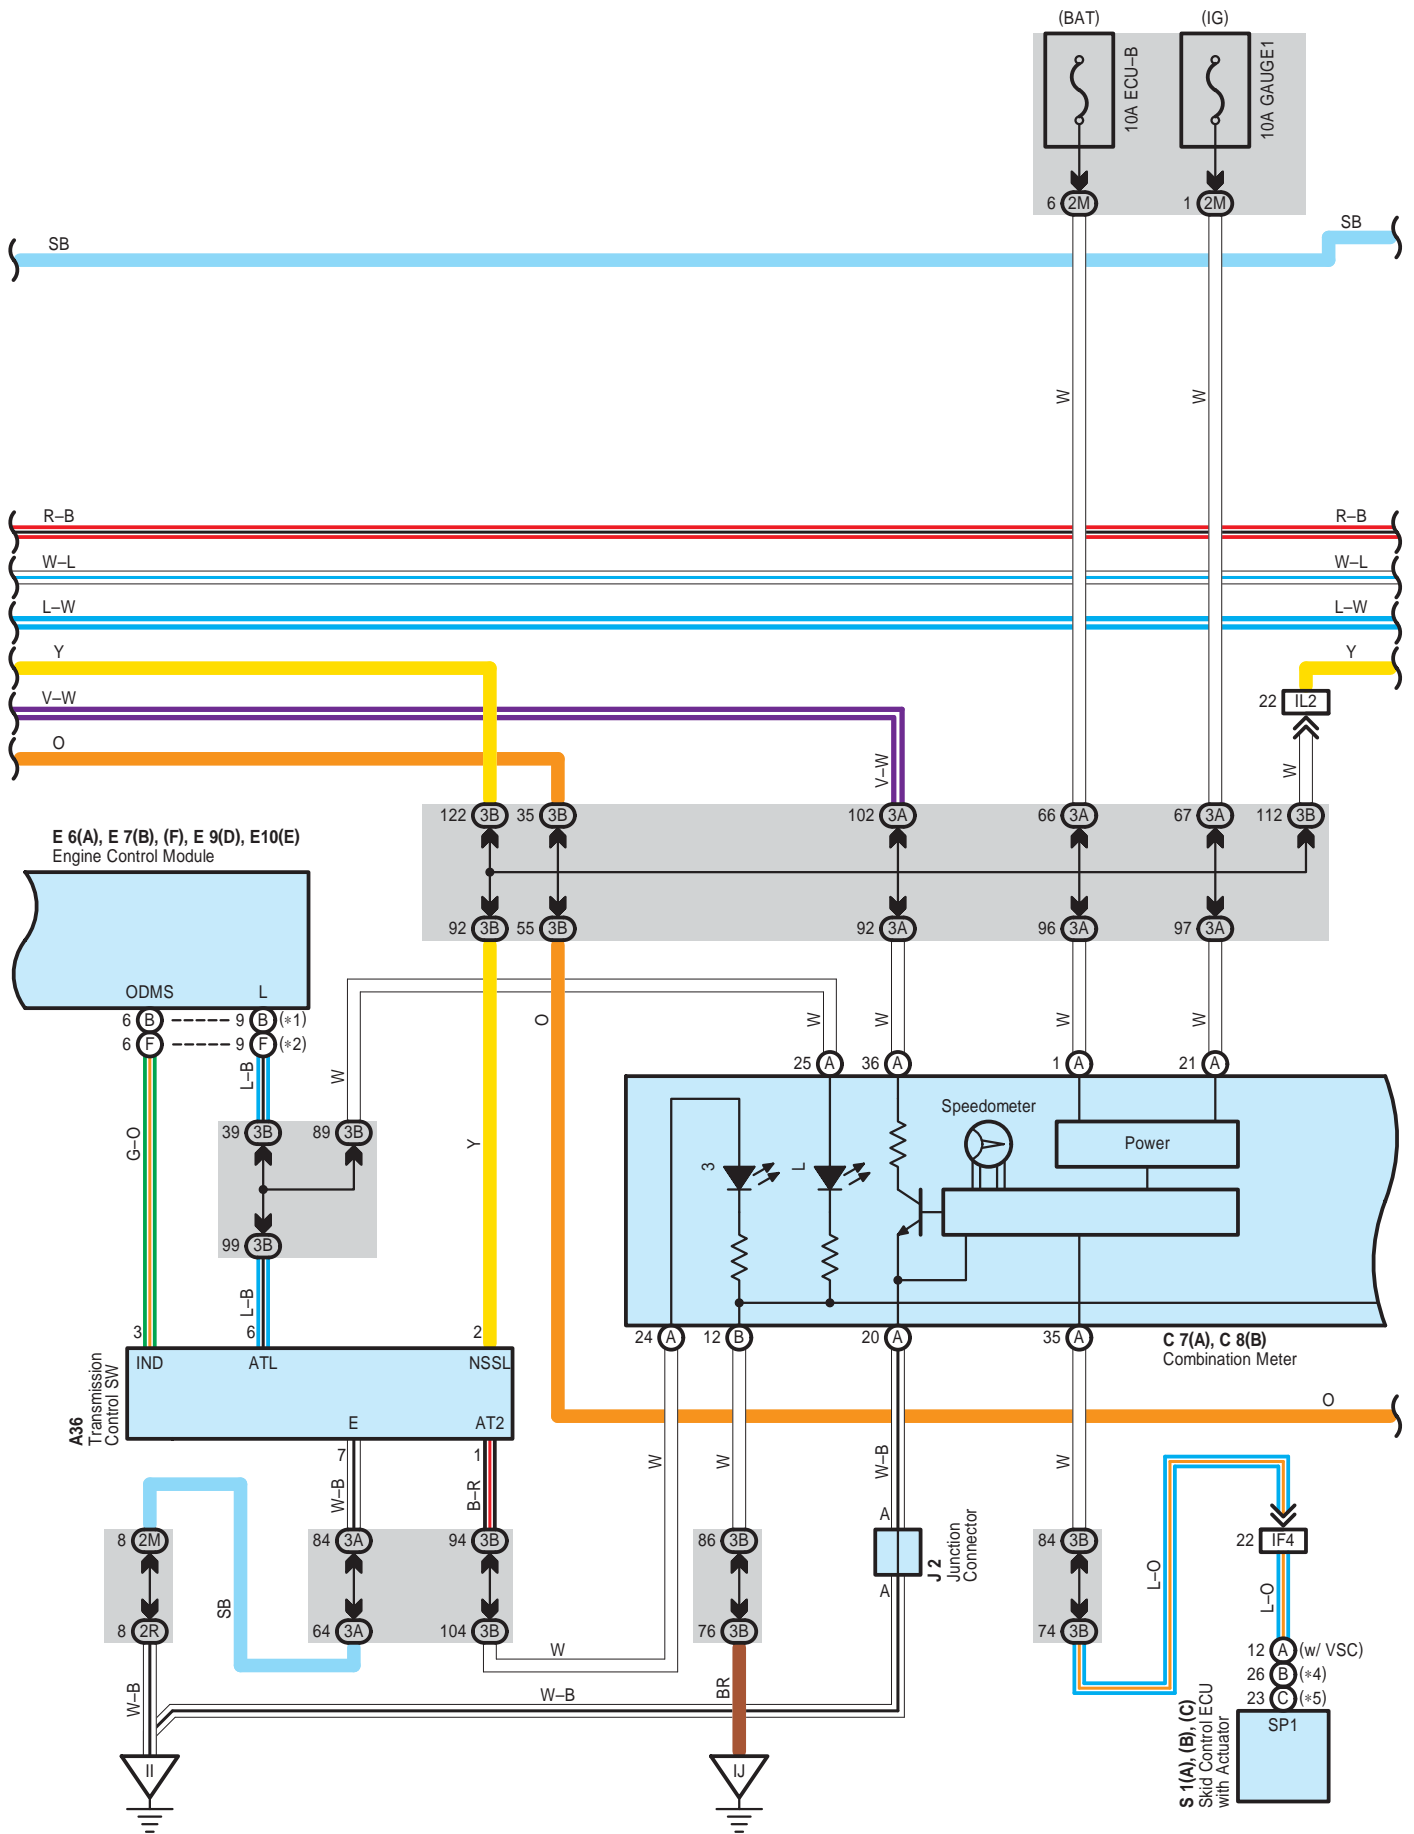 (BAT) (IG)
10A ECU–B
10A GAUGE1
6 2M 1 2M
SB SB
W W
R–B R–B
W–L W–L
L–W L–W
Y Y
V–W
22 IL2
O
V–W
W
122 3B 35 3B 102 3A 66 3A 67 3A 112 3B
E 6(A), E 7(B), (F), E 9(D), E10(E)
Engine Control Module
92 3B 55 3B 92 3A 96 3A 97 3A
ODMS L
6 B 9 B (∗1)
6 F 9 F (∗2)
O W W W W
25 A 36 A 1 A 21 A
L–B W
Speedometer
39 3B 89 3B
G–O Y
3 L
Power
99 3B
L–B
3 6 2
24 A 12 B 20 A 35 A
C 7(A), C 8(B)
Combination Meter
IND ATL NSSL
A36
Transmission
Control SW
E AT2
O
7 1
W–B B–R W W W–B W
A
8 2M 84 3A 94 3B 86 3B 84 3B 22 IF4
J 2
Junction
Connector
A
SB L–O L–O
8 2R 64 3A 104 3B 76 3B 74 3B
W
12 A (w/ VSC)
26 B (∗4)
23 C (∗5)
W–B W–B BR
SP1
S 1(A), (B), (C)
Skid Control ECU
with Actuator
II IJ